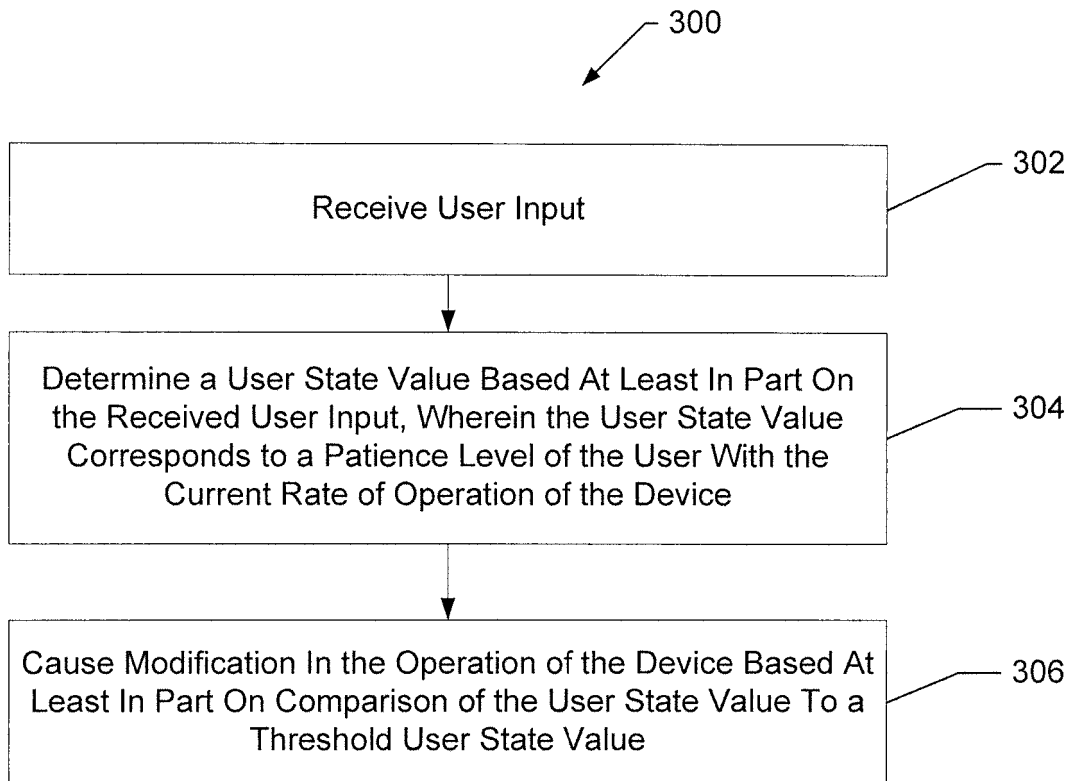 300
302
Receive User Input
Determine a User State Value Based At Least In Part On
the Received User Input, Wherein the User State Value
Corresponds to a Patience Level of the User With the
Current Rate of Operation of the Device
304
Cause Modification In the Operation of the Device Based At
Least In Part On Comparison of the User State Value To a
Threshold User State Value
306